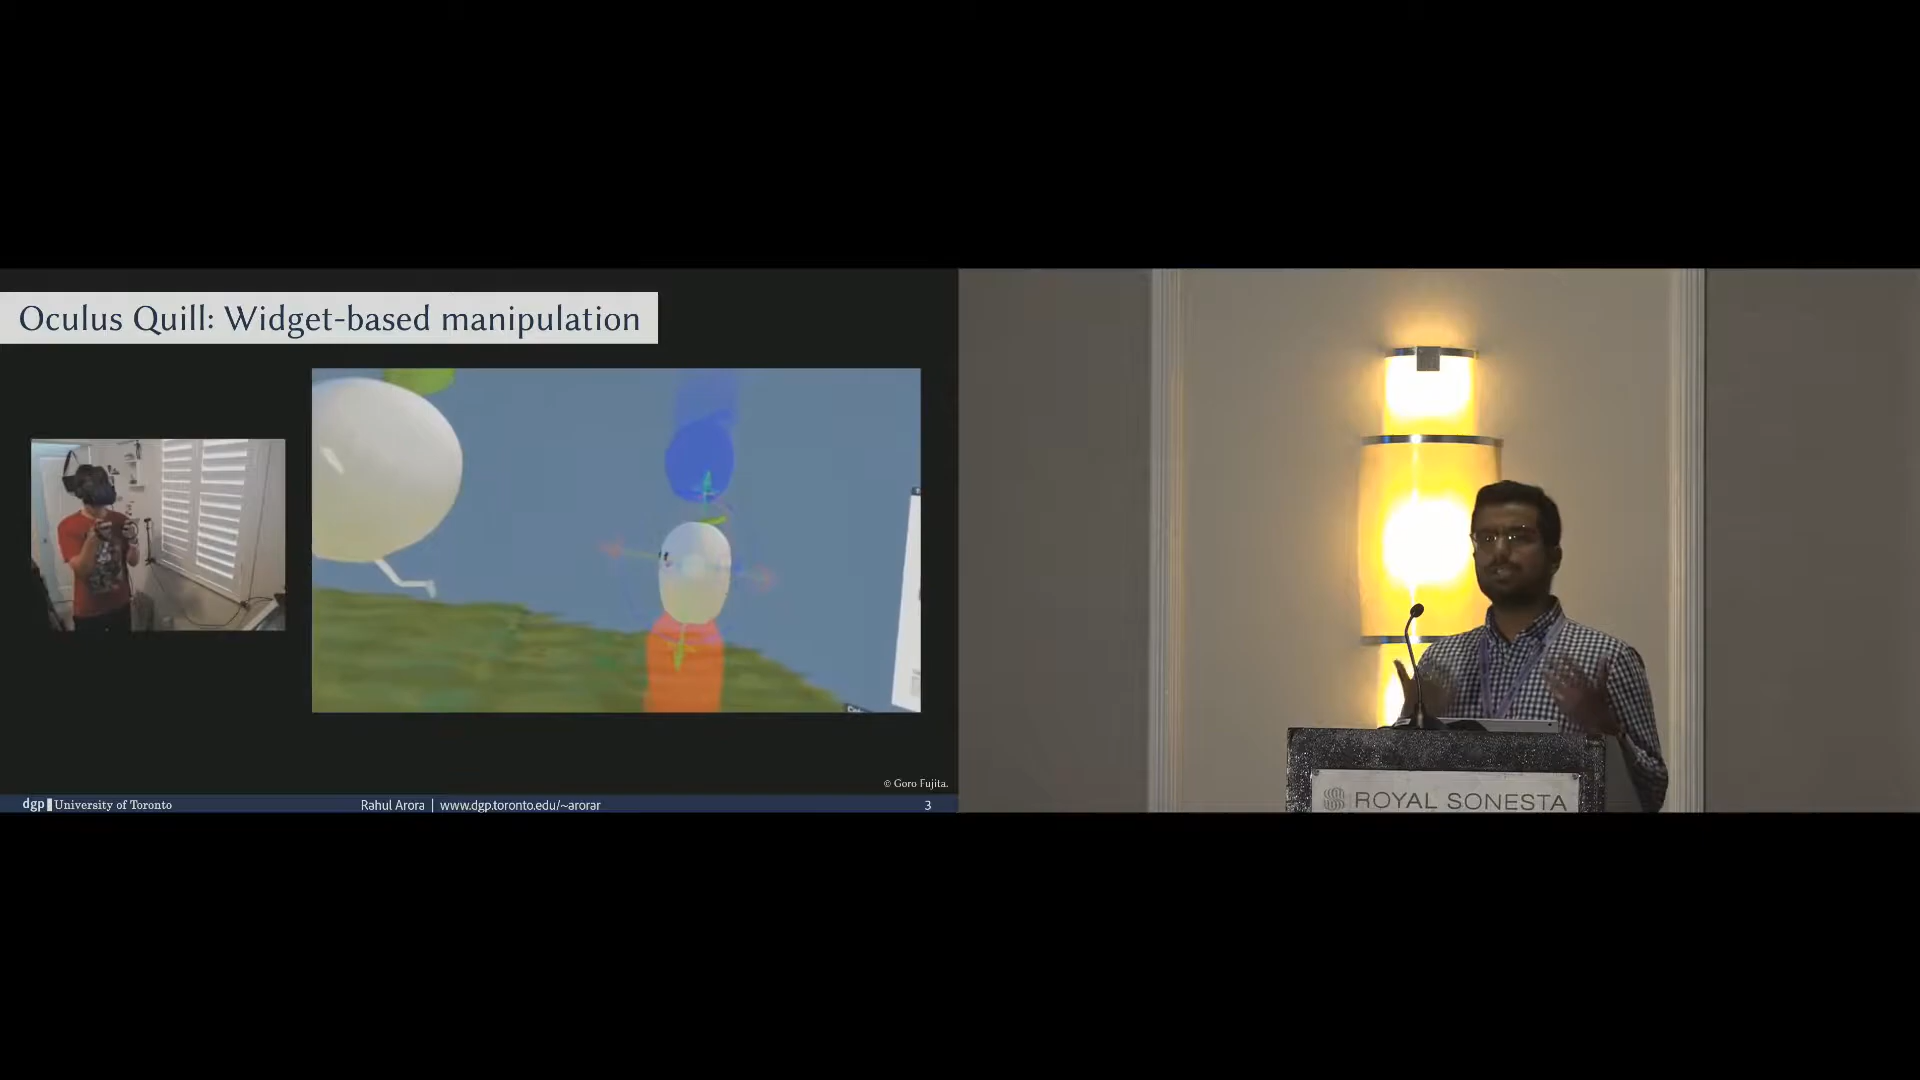 Oculus Quill: Widget-based manipulation
© Goro Fujita.
dgp University of Toronto
Rahul Arora | www.dgp.toronto.edu/~arorar
3
ROYAL SONESTA